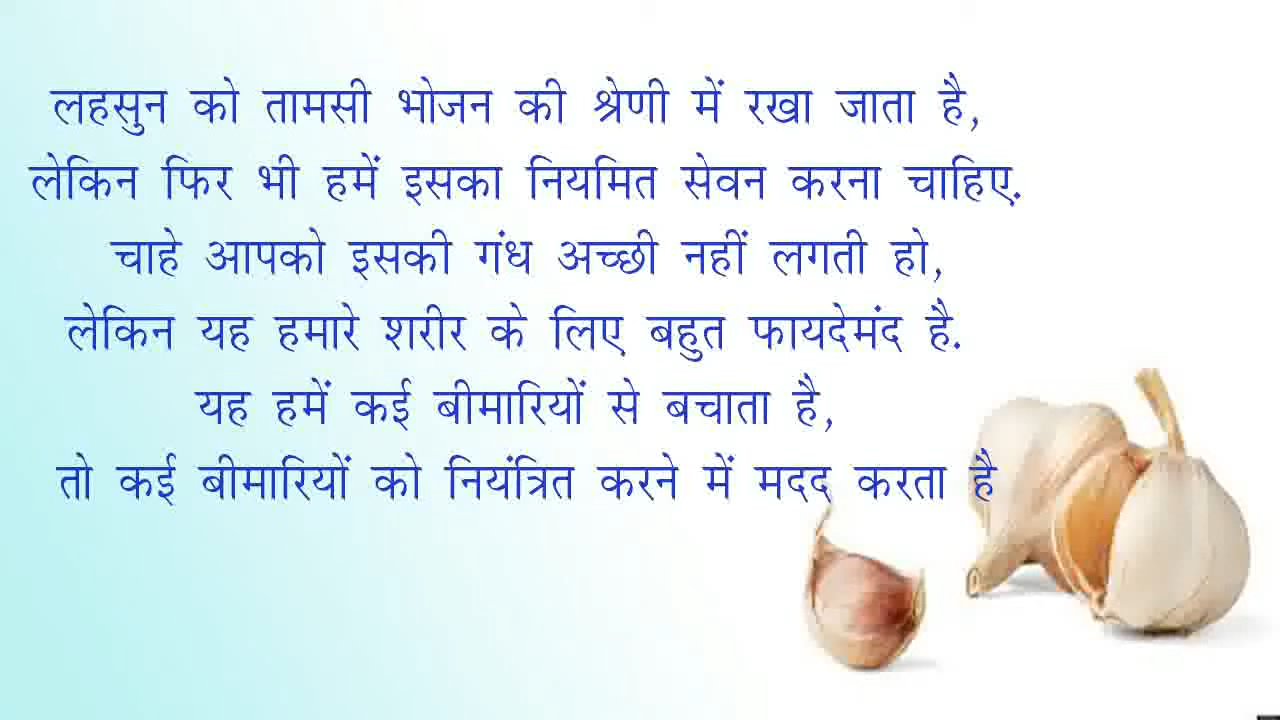 लहसुन को तामसी भोजन की श्रेणी में रखा जाता है,
लेकिन फिर भी हमें इसका नियमित सेवन करना चाहिए.
चाहे आपको इसकी गंध अच्छी नहीं लगती हो,
लेकिन यह हमारे शरीर के लिए बहुत फायदेमंद है.
यह हमें कई बीमारियों से बचाता है,
तो कई बीमारियों को नियंत्रित करने में मदद करता है